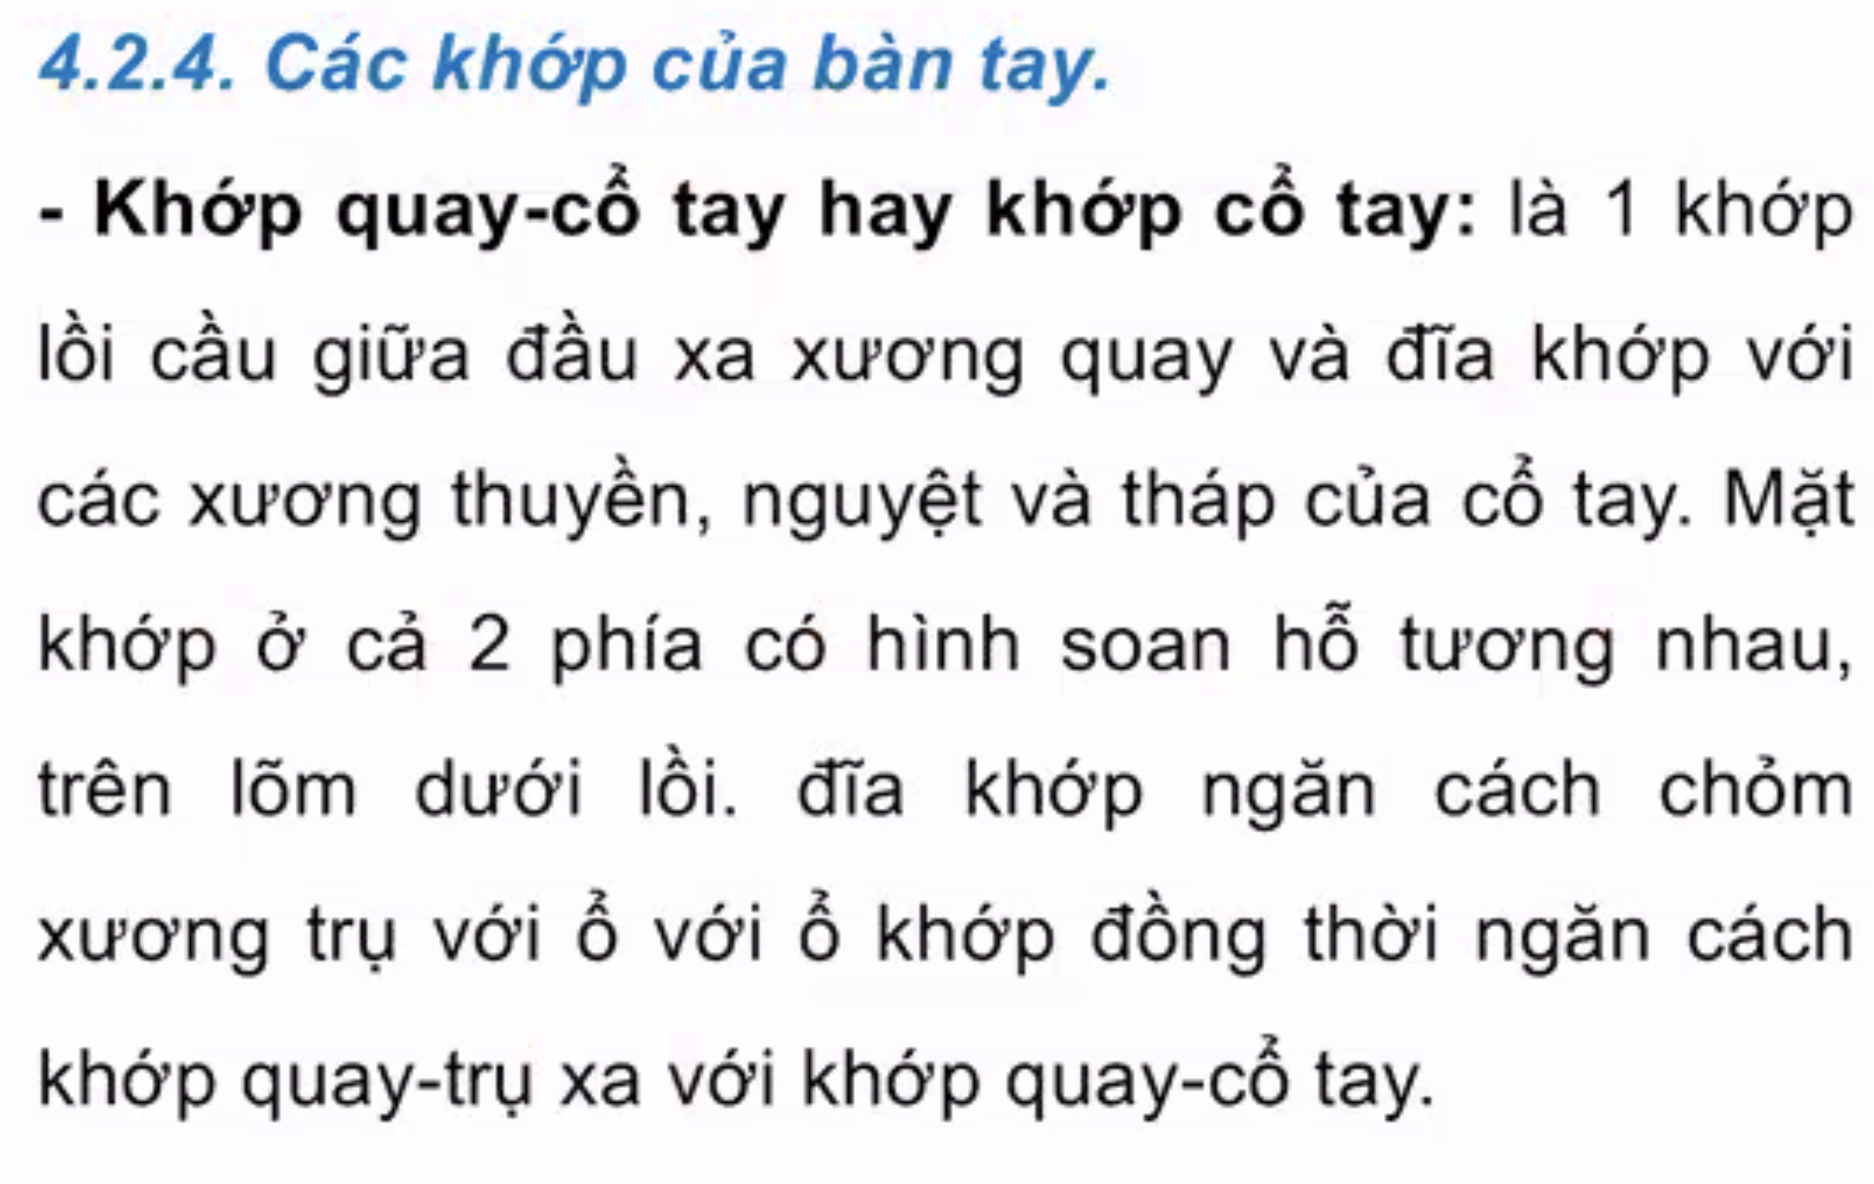 4.2.4. Các khớp của bàn tay.
- Khớp quay-cổ tay hay khớp cổ tay: là 1 khớp
lồi cầu giữa đầu xa xương quay và đĩa khớp với
các xương thuyền, nguyệt và tháp của cổ tay. Mặt
khớp ở cả 2 phía có hình soan hỗ tương nhau,
trên lõm dưới lồi. đĩa khớp ngăn cách chỏm
xương trụ với ổ với ổ khớp đồng thời ngăn cách
khớp quay-trụ xa với khớp quay-cổ tay.